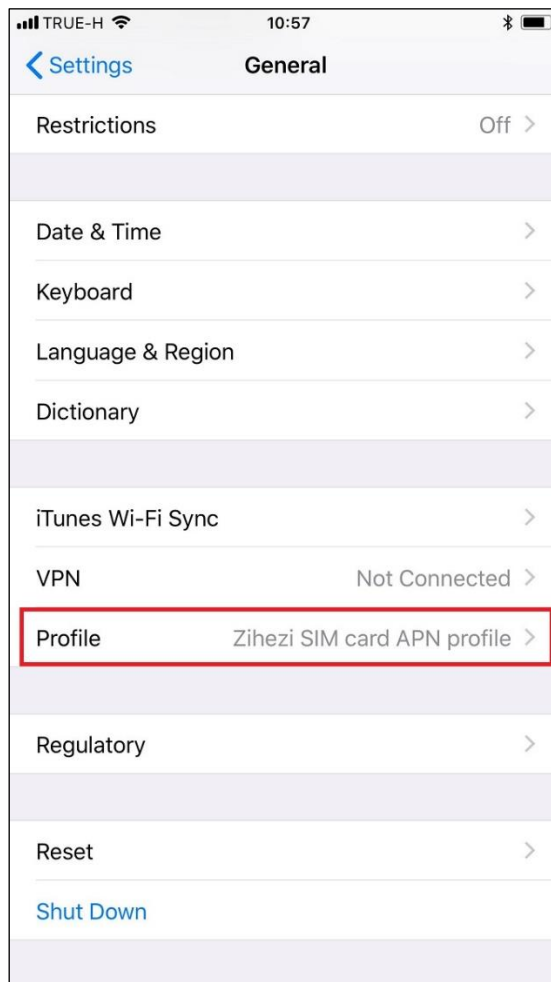 TRUE-H 10:57
Settings General
Restrictions Off
Date & Time
Keyboard
Language & Region
Dictionary
iTunes Wi-Fi Sync
VPN Not Connected
Profile Zihezi SIM card APN profile
Regulatory
Reset
Shut Down